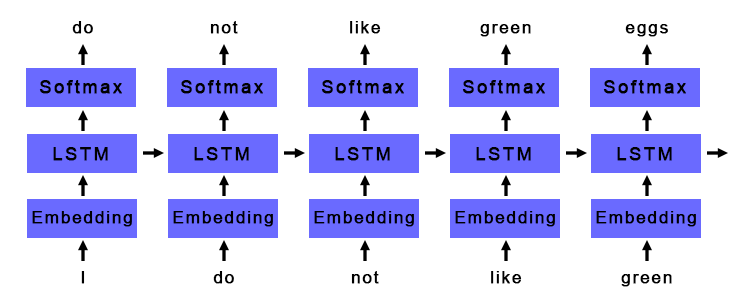 do not like green eggs
Softmax Softmax Softmax Softmax Softmax
LSTM LSTM LSTM LSTM LSTM
Embedding Embedding Embedding Embedding Embedding
I do not like green